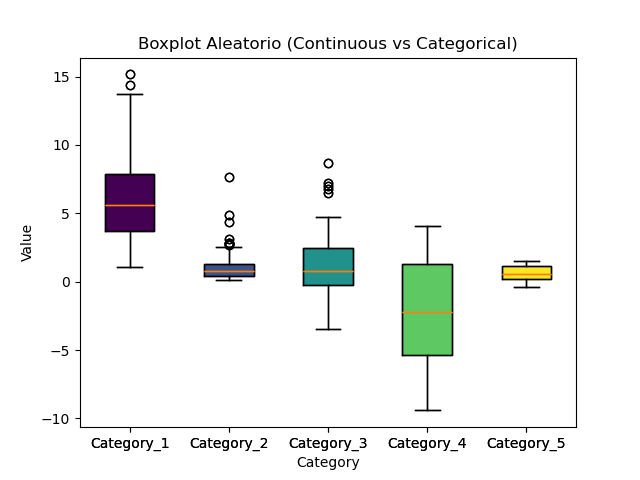 Boxplot Aleatorio (Continuous vs Categorical)
15
10
5
0
−5
−10
Value
Category_1 Category_2 Category_3 Category_4 Category_5
Category